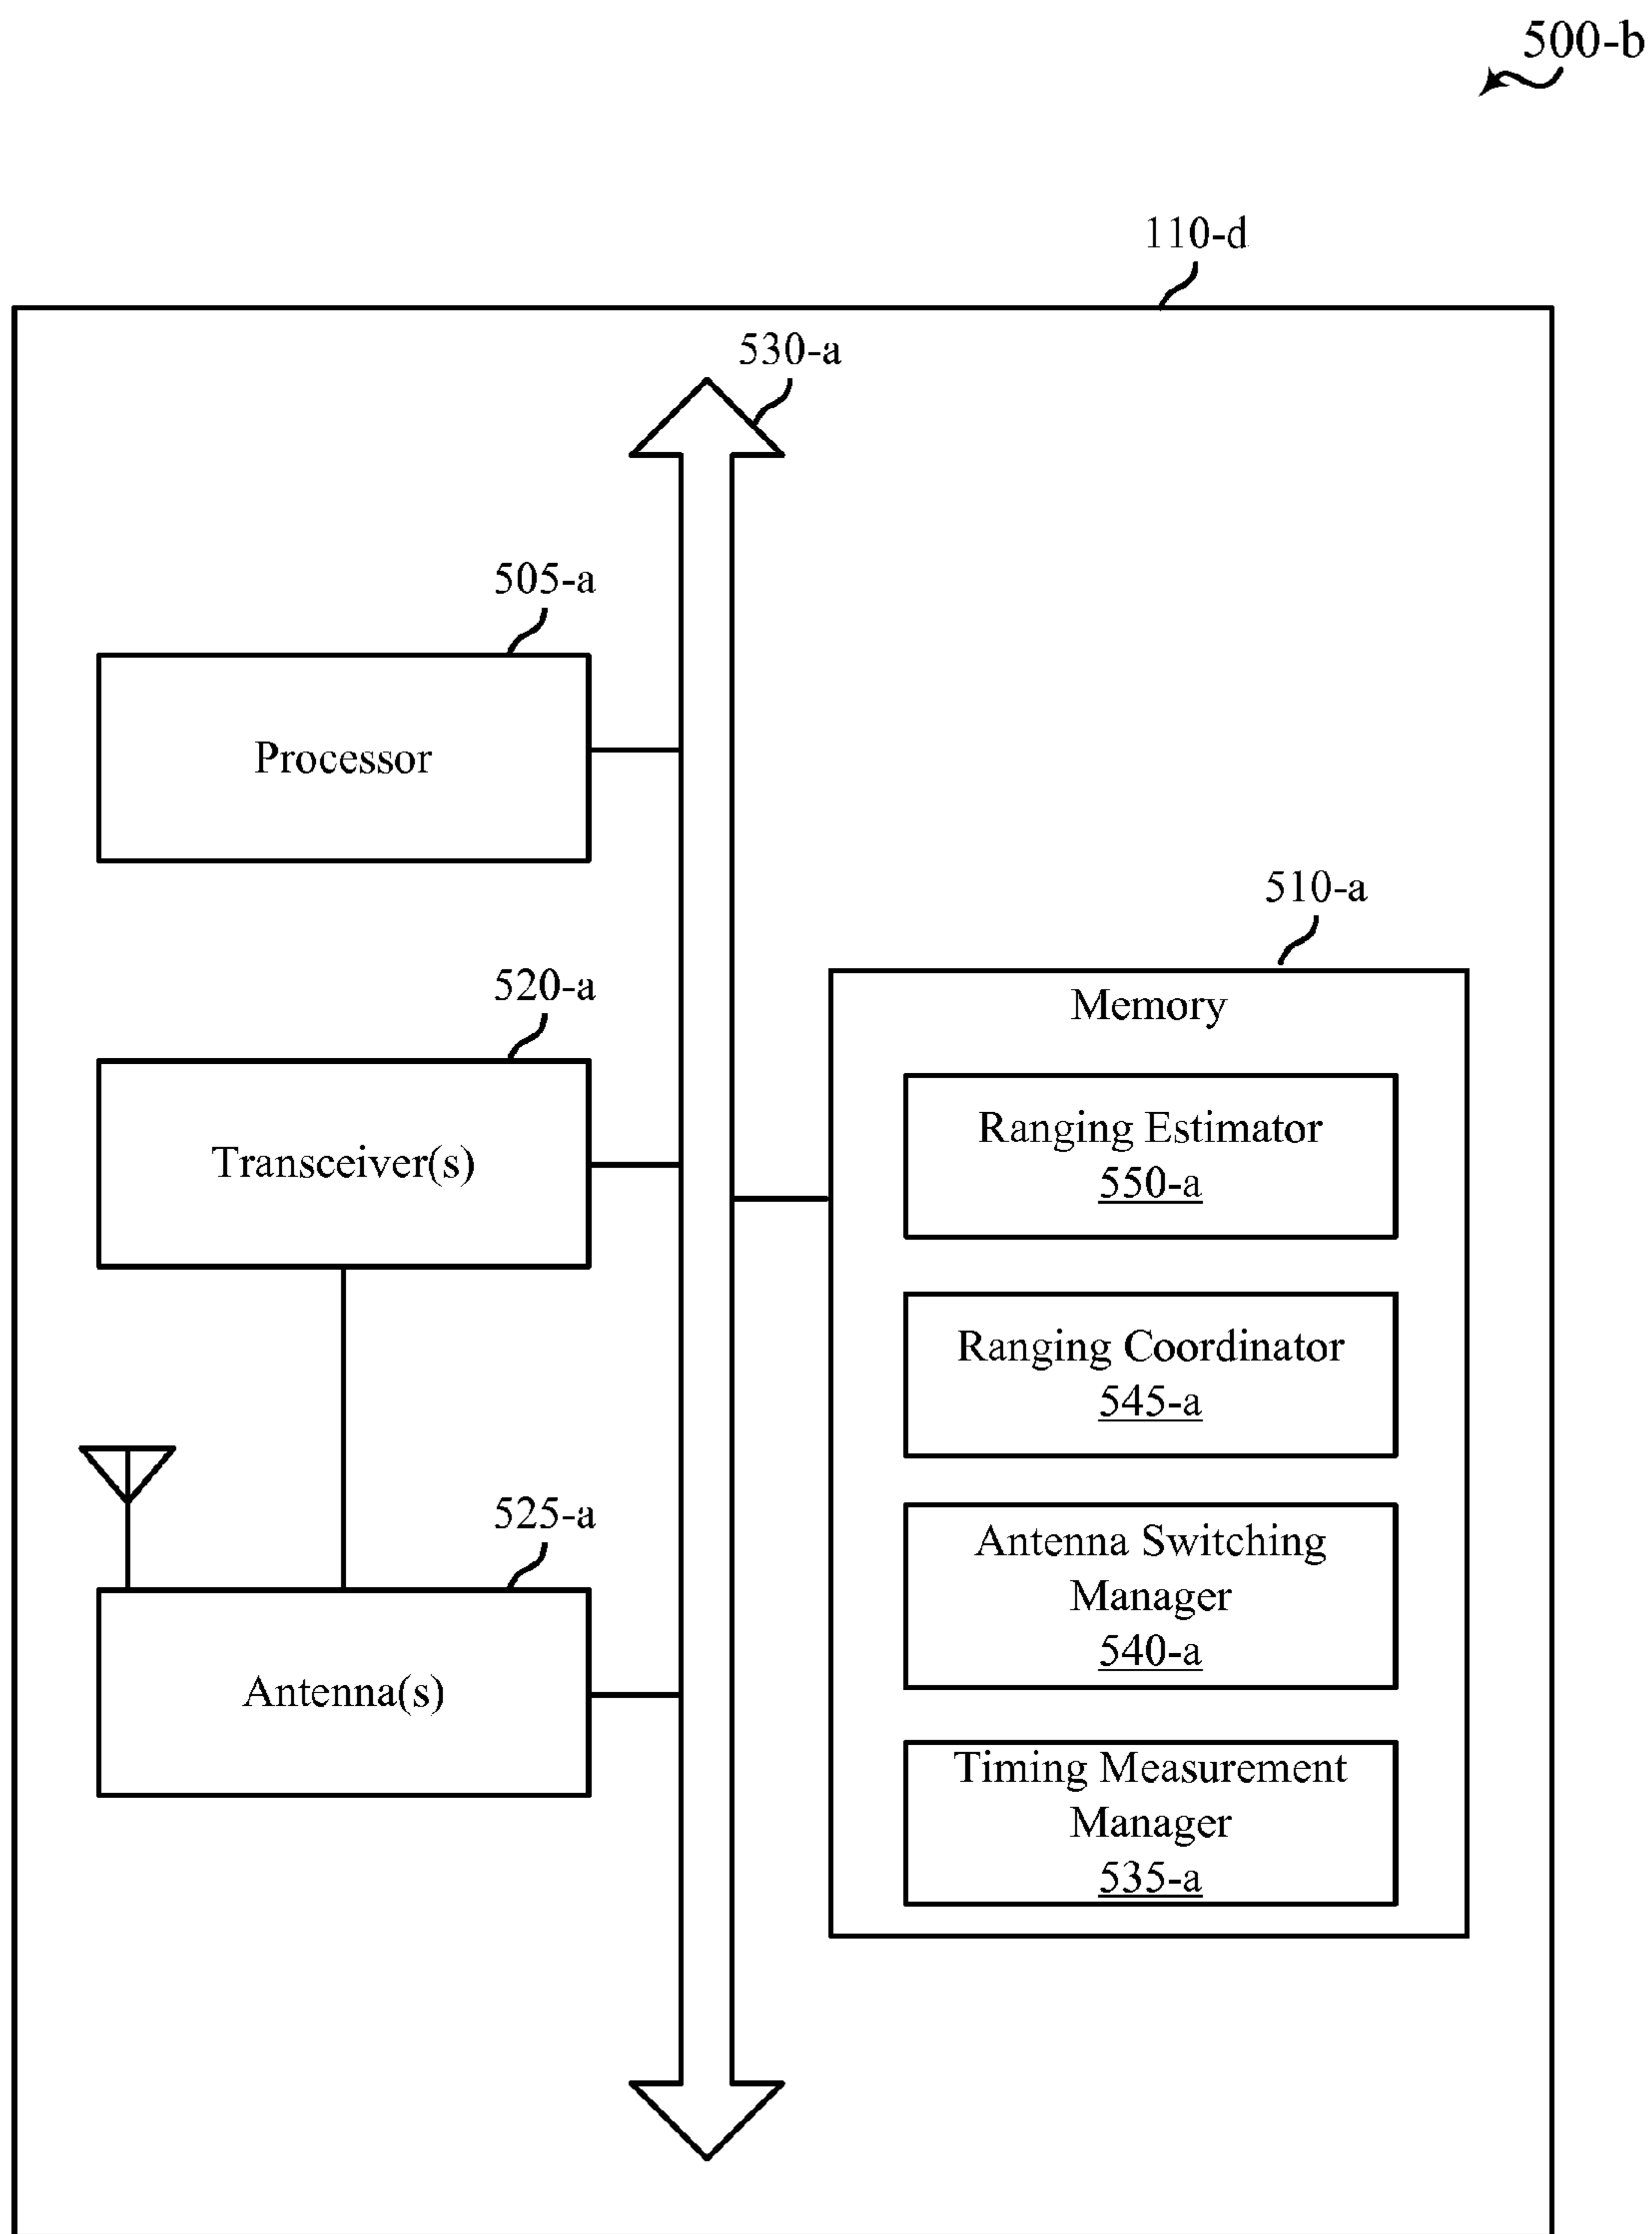 500-b
110-d
530-a
505-a
Processor
510-a
520-a
Memory
Transceiver(s)
Ranging Estimator
550-a
Ranging Coordinator
545-a
525-a
Antenna(s)
Antenna Switching
Manager
540-a
Timing Measurement
Manager
535-a